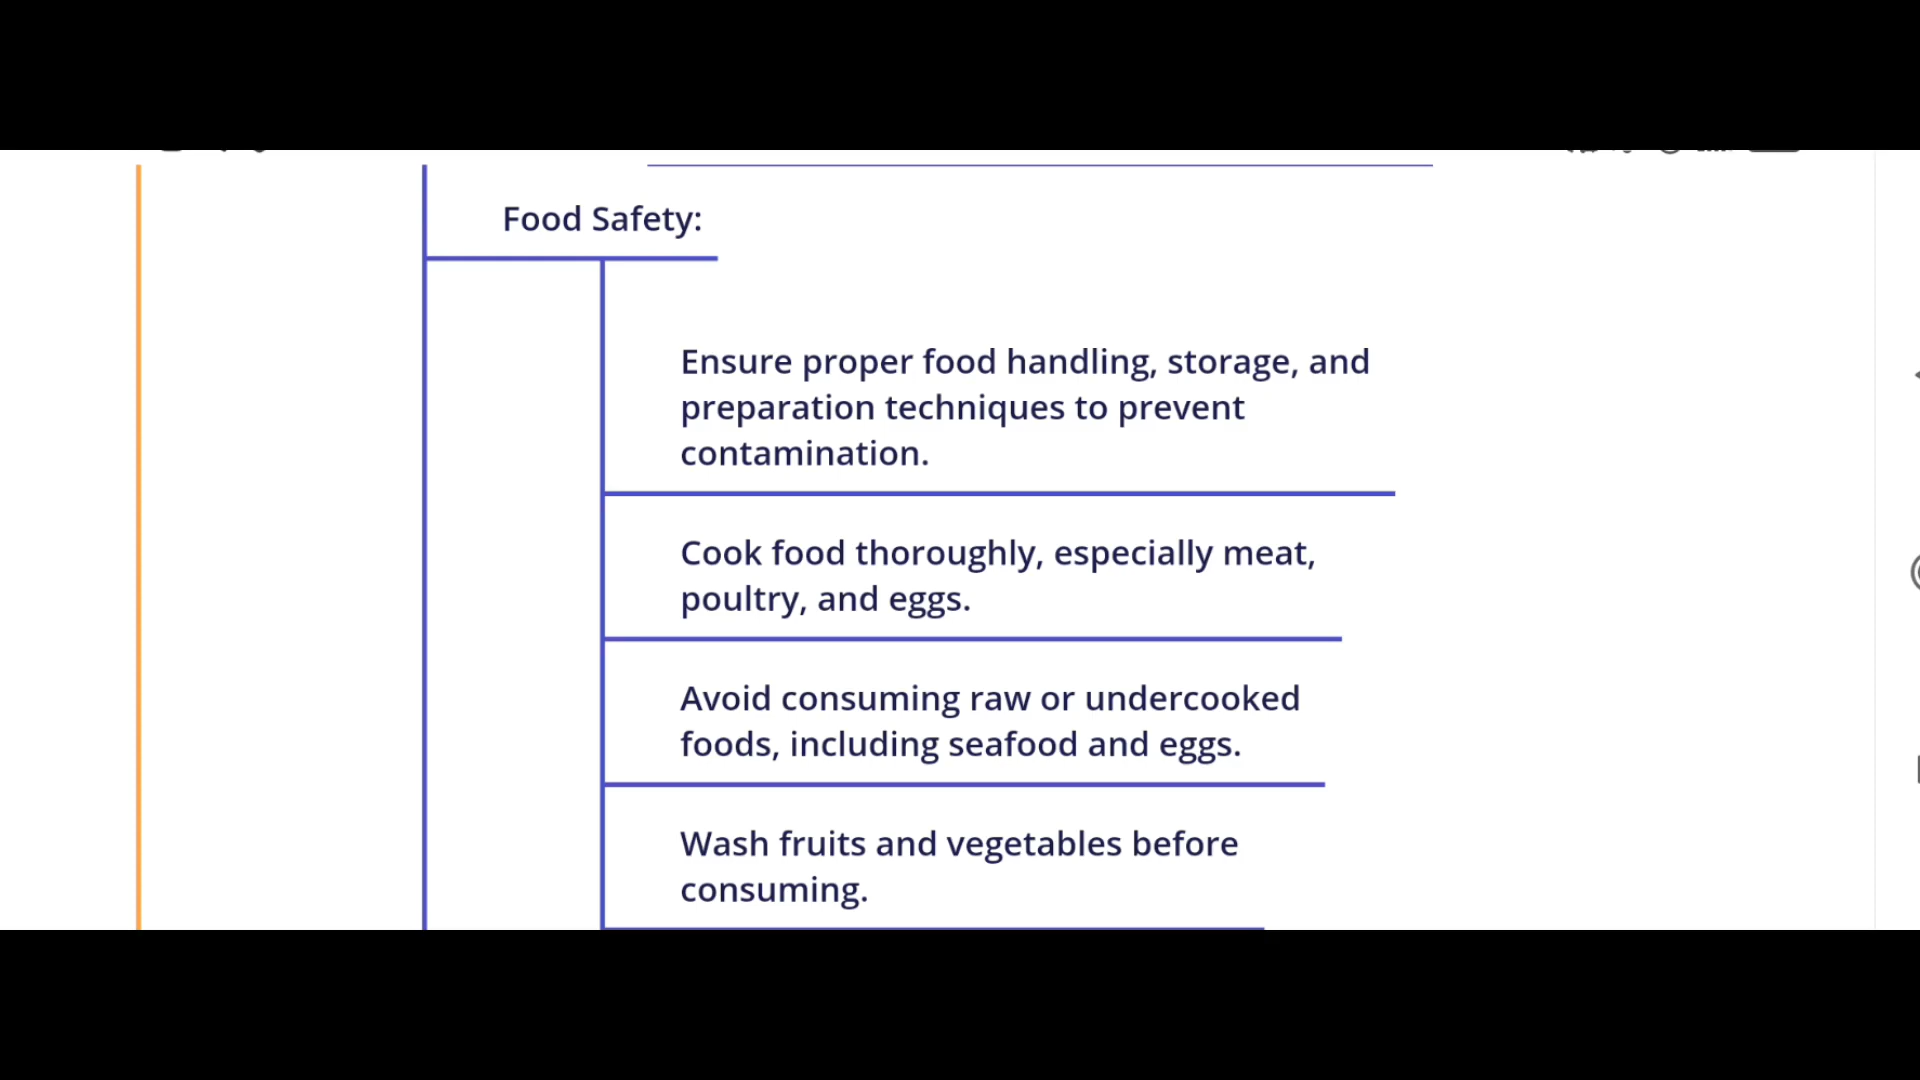 Food Safety:
Ensure proper food handling, storage, and
preparation techniques to prevent
contamination.
Cook food thoroughly, especially meat,
poultry, and eggs.
Avoid consuming raw or undercooked
foods, including seafood and eggs.
Wash fruits and vegetables before
consuming.